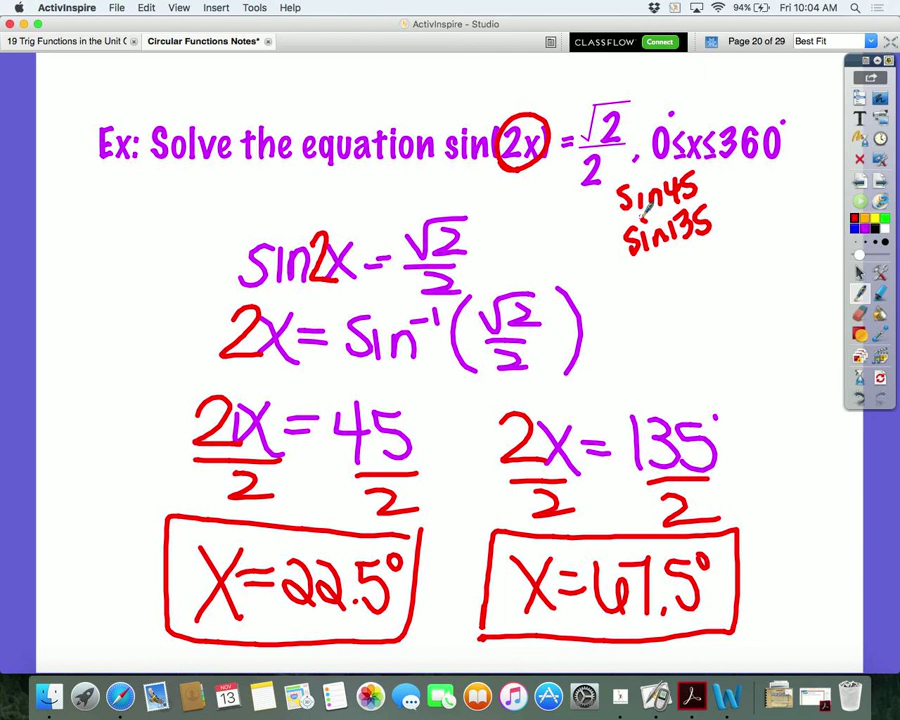 ActivInspire File Edit View Insert Tools Help 94% Fri 10:04 AM
ActivInspire - Studio
19 Trig Functions in the Unit C Circular Functions Notes* CLASSFLOW Connect Page 20 of 29 Best Fit
Ex: Solve the equation sin(2x) = √2/2, 0°≤x≤360°
sin45
sin135
sin2x = √2/2
2x = sin⁻¹(√2/2)
2x/2 = 45/2 2x/2 = 135°/2
x=22.5° x=67.5°
NOV
13